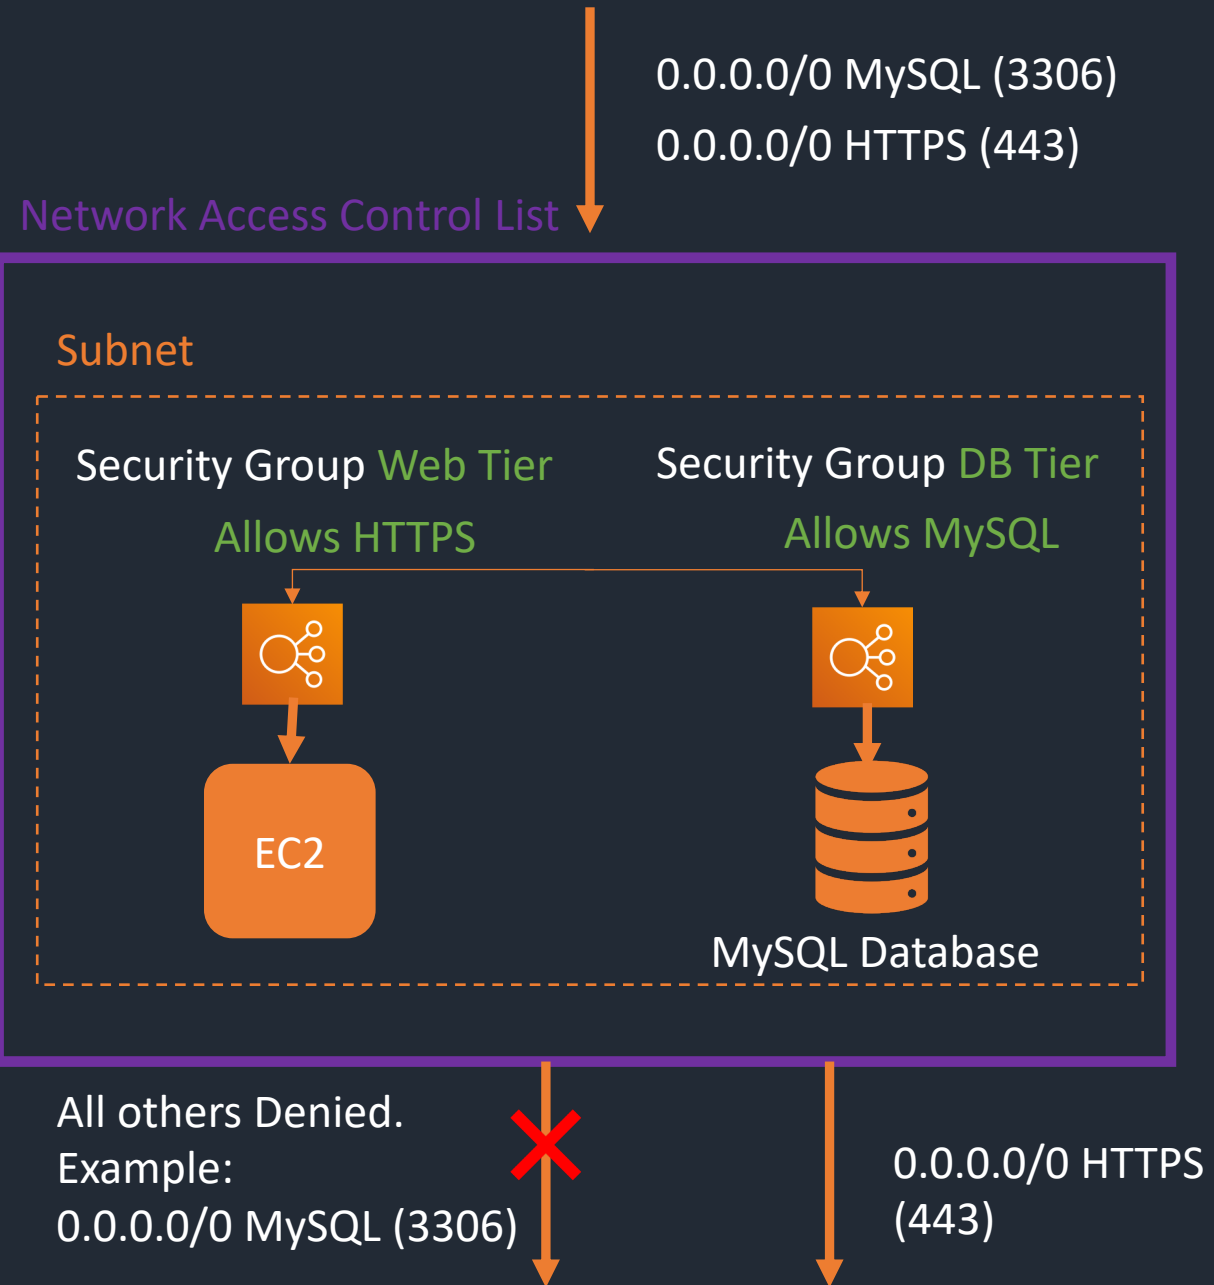 0.0.0.0/0 MySQL (3306)
0.0.0.0/0 HTTPS (443)
Network Access Control List
Subnet
Security Group Web Tier
Allows HTTPS
Security Group DB Tier
Allows MySQL
EC2
MySQL Database
All others Denied.
Example:
0.0.0.0/0 MySQL (3306)
0.0.0.0/0 HTTPS
(443)